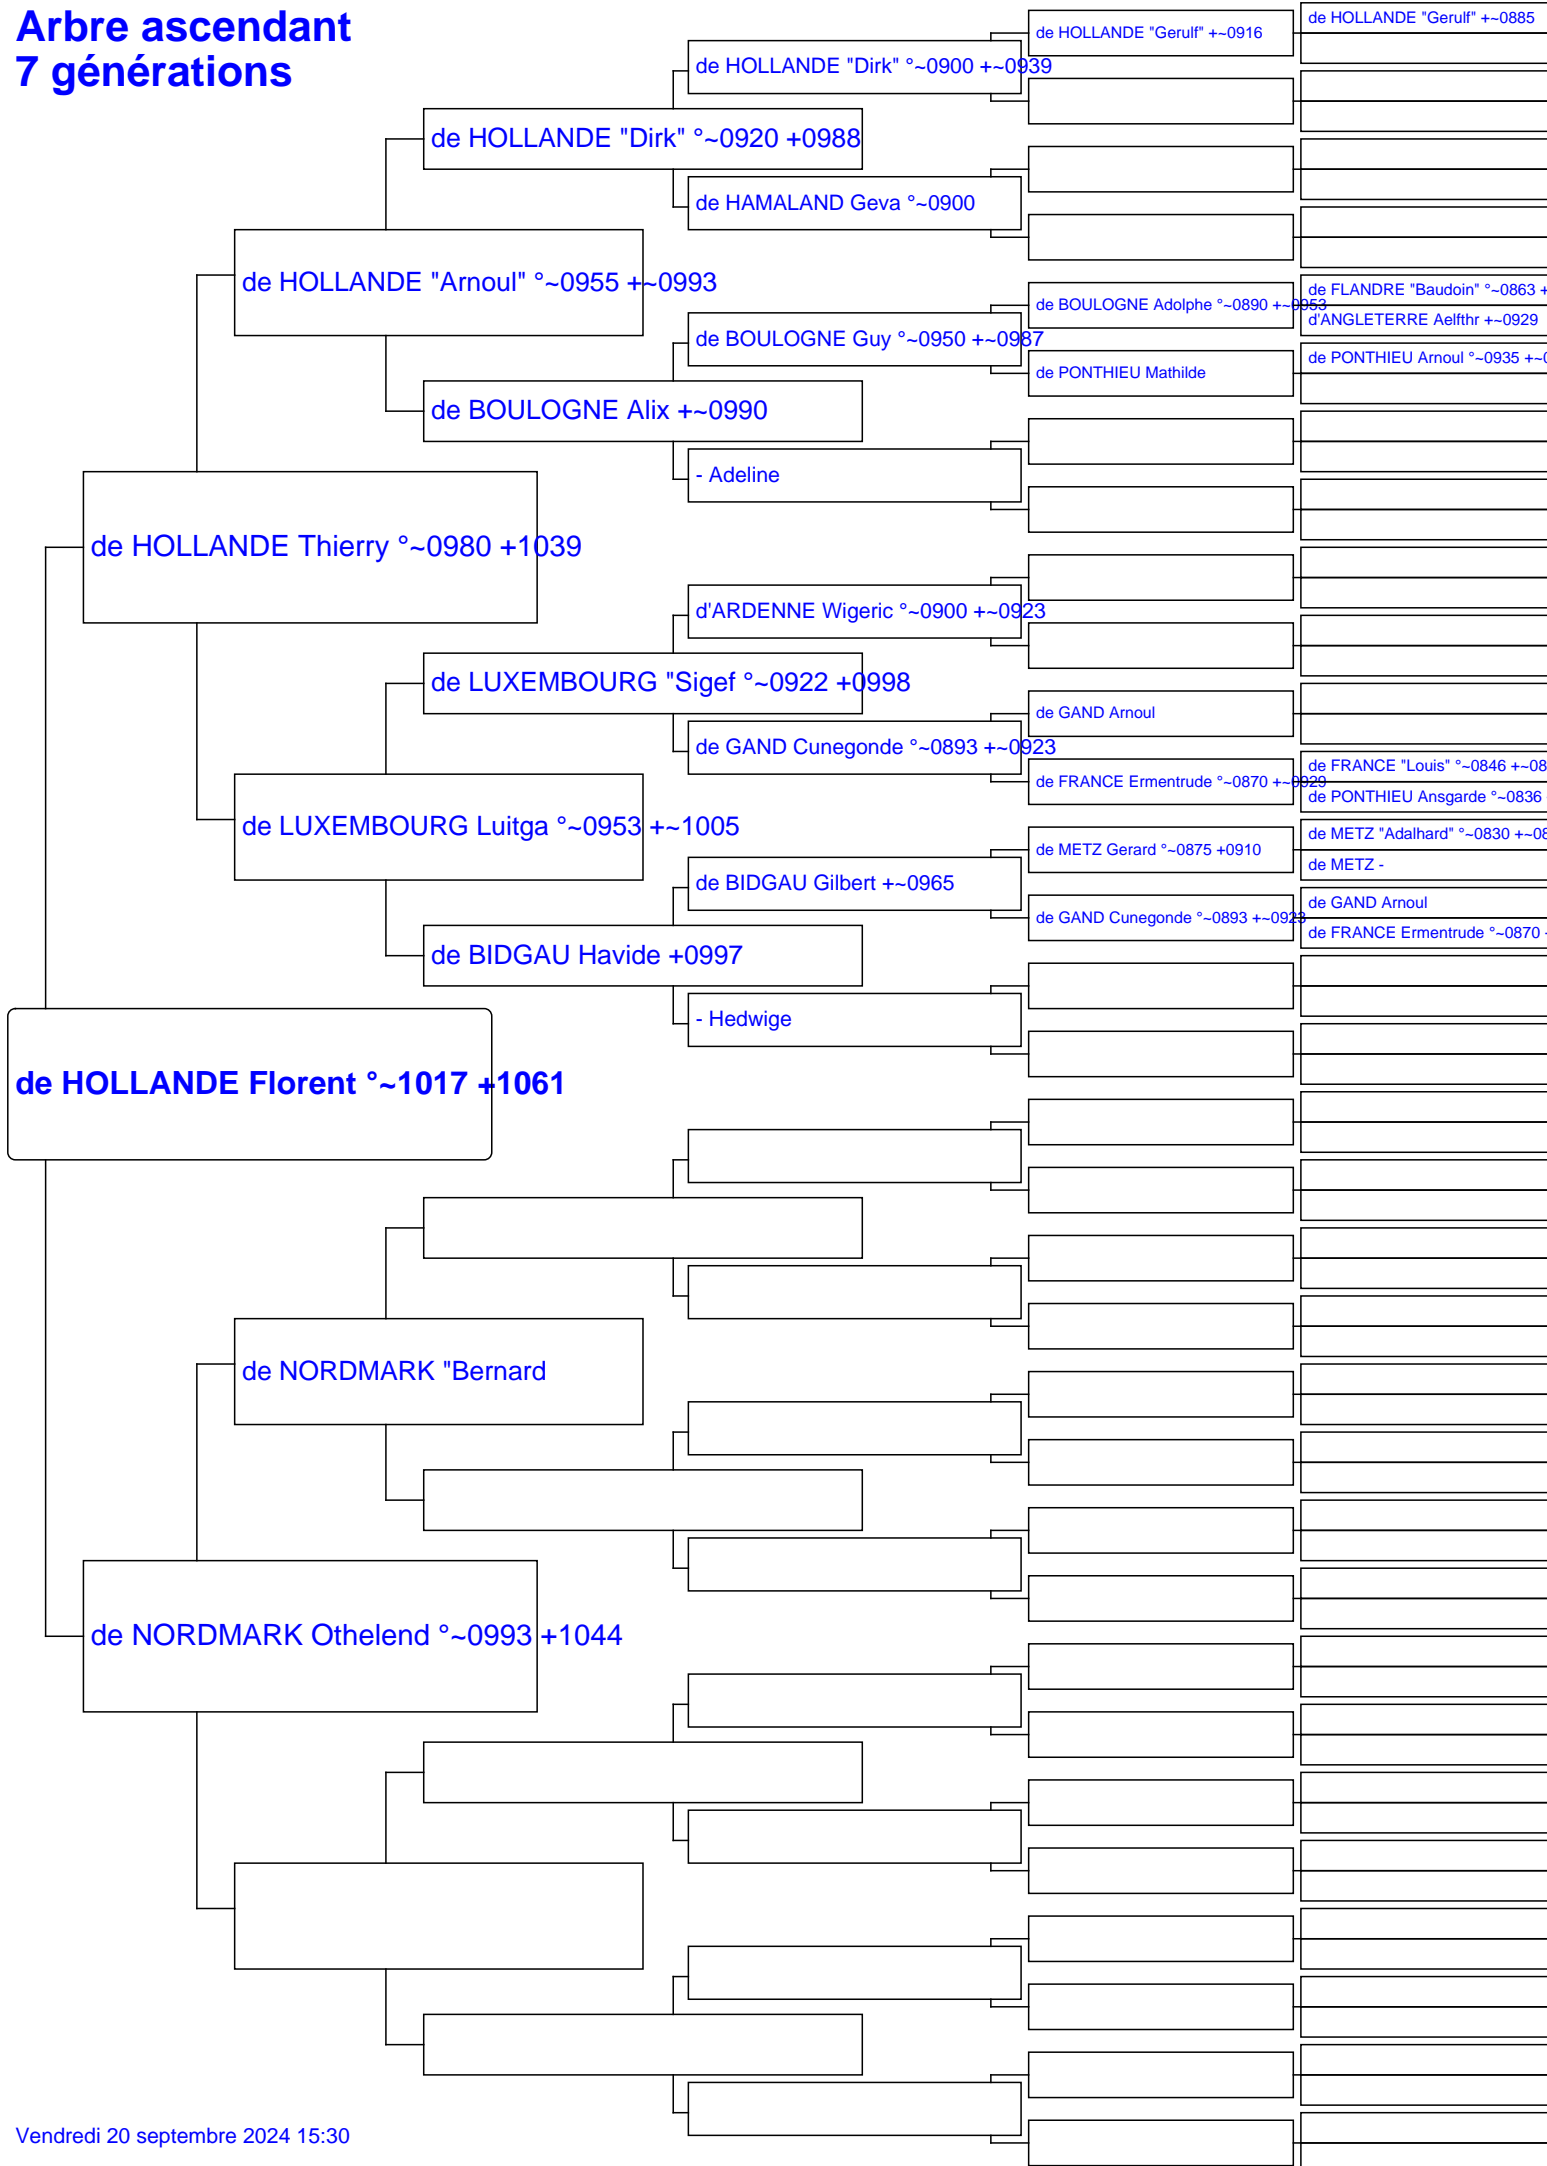 Arbre ascendant
7 générations
de HOLLANDE "Gerulf" +~0885
de HOLLANDE "Gerulf" +~0916
de HOLLANDE "Dirk" °~0900 +~0939
de HOLLANDE "Dirk" °~0920 +0988
de HAMALAND Geva °~0900
de HOLLANDE "Arnoul" °~0955 +~0993
de FLANDRE "Baudoin" °~0863 +
de BOULOGNE Adolphe °~0890 +~0953
d'ANGLETERRE Aelfthr +~0929
de BOULOGNE Guy °~0950 +~0987
de PONTHIEU Arnoul °~0935 +~0
de PONTHIEU Mathilde
de BOULOGNE Alix +~0990
- Adeline
de HOLLANDE Thierry °~0980 +1039
d'ARDENNE Wigeric °~0900 +~0923
de LUXEMBOURG "Sigef °~0922 +0998
de GAND Arnoul
de GAND Cunegonde °~0893 +~0923
de FRANCE "Louis" °~0846 +~08
de FRANCE Ermentrude °~0870 +~0929
de PONTHIEU Ansgarde °~0836
de LUXEMBOURG Luitga °~0953 +~1005
de METZ "Adalhard" °~0830 +~08
de METZ Gerard °~0875 +0910
de METZ -
de BIDGAU Gilbert +~0965
de GAND Arnoul
de GAND Cunegonde °~0893 +~0923
de FRANCE Ermentrude °~0870
de BIDGAU Havide +0997
- Hedwige
de HOLLANDE Florent °~1017 +1061
de NORDMARK "Bernard
de NORDMARK Othelend °~0993 +1044
Vendredi 20 septembre 2024 15:30